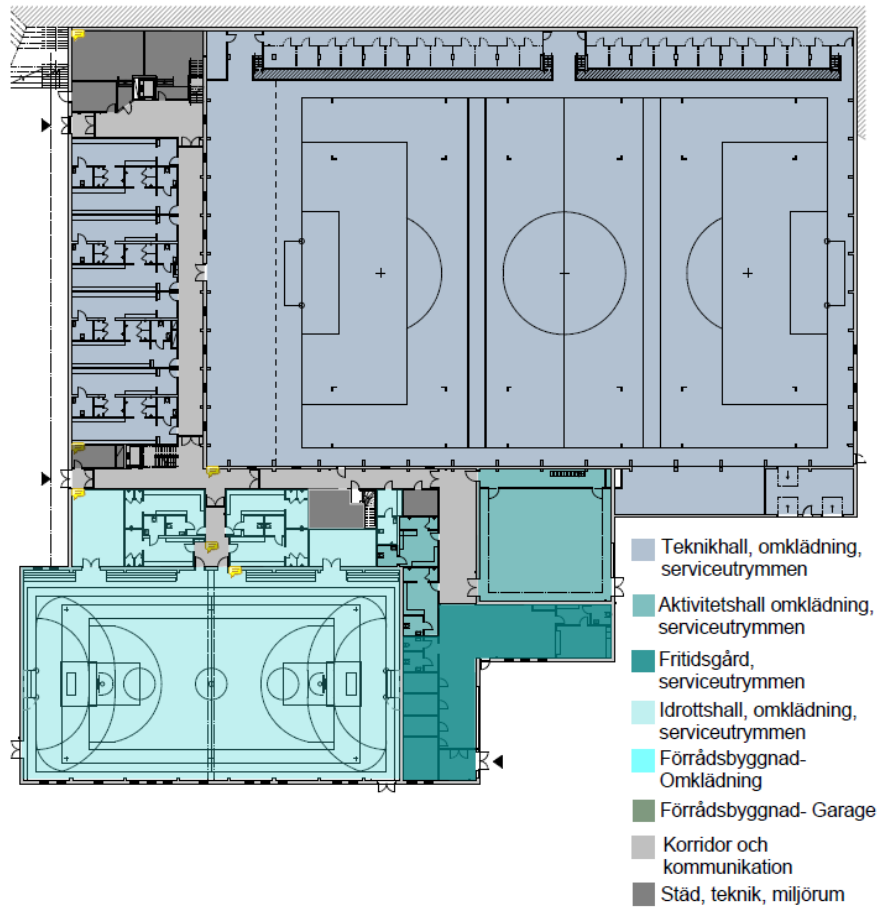 Teknikhall, omklädning,
serviceutrymmen
Aktivitetshall omklädning,
serviceutrymmen
Fritidsgård,
serviceutrymmen
Idrottshall, omklädning,
serviceutrymmen
Förrådsbyggnad-
Omklädning
Förrådsbyggnad- Garage
Korridor och
kommunikation
Städ, teknik, miljörum